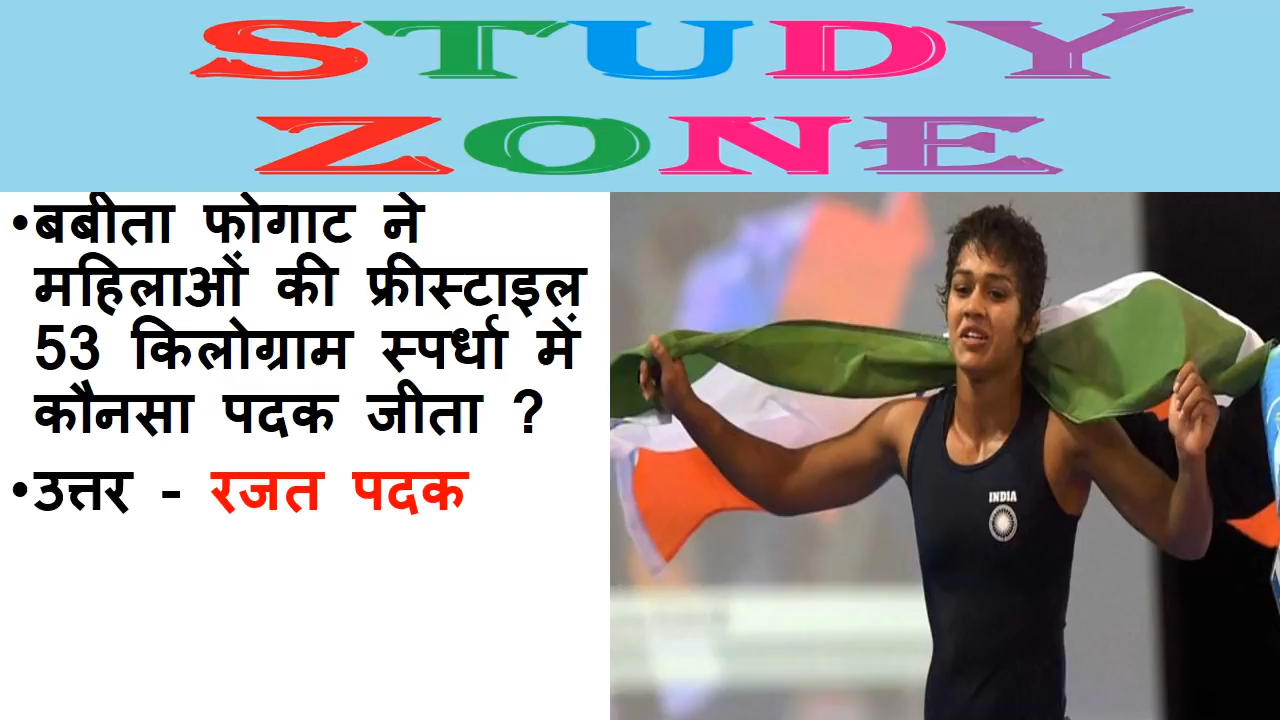 STUDY
ZONE
•बबीता फोगाट ने
महिलाओं की फ्रीस्टाइल
53 किलोग्राम स्पर्धा में
कौनसा पदक जीता ?
•उत्तर - रजत पदक
INDIA